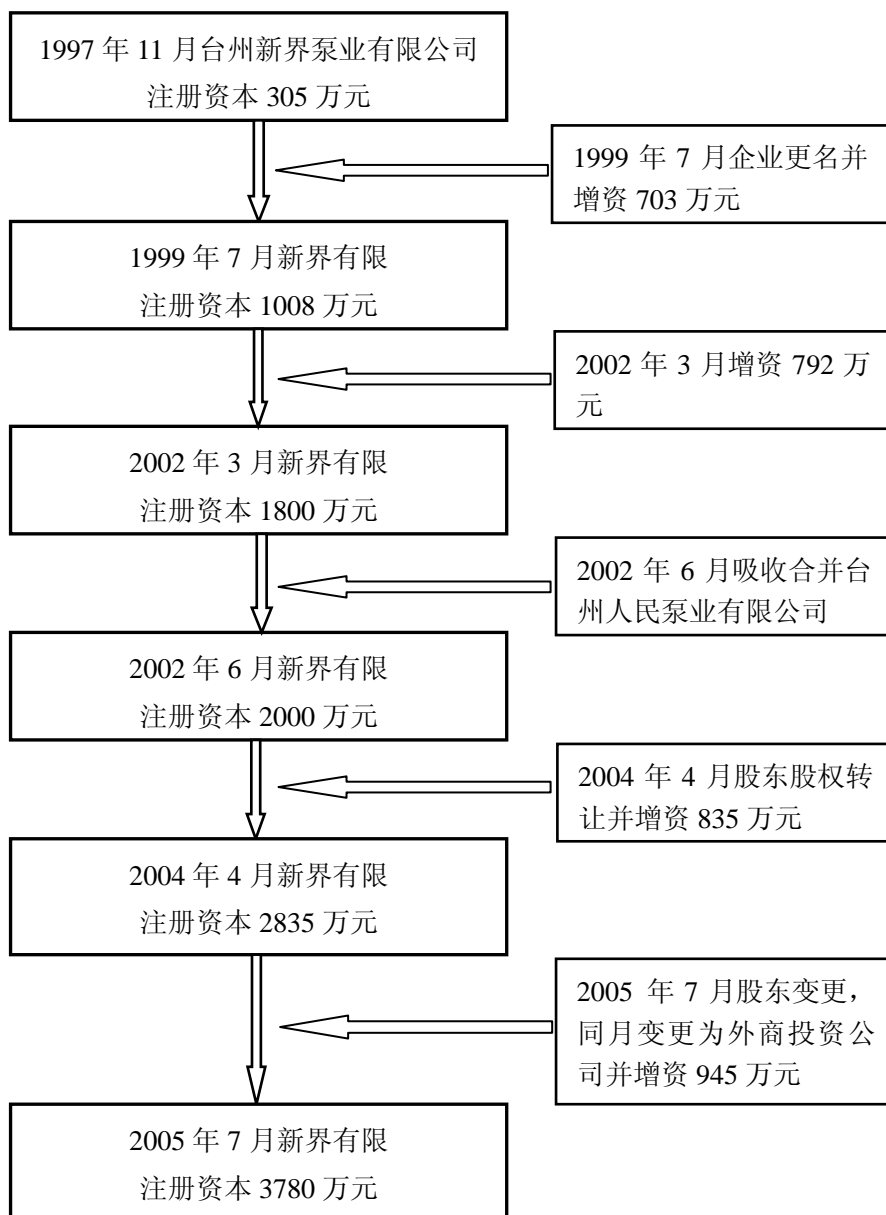 1997 年 11 月台州新界泵业有限公司
注册资本 305 万元
1999 年 7 月企业更名并
增资 703 万元
1999 年 7 月新界有限
注册资本 1008 万元
2002 年 3 月增资 792 万
元
2002 年 3 月新界有限
注册资本 1800 万元
2002 年 6 月吸收合并台
州人民泵业有限公司
2002 年 6 月新界有限
注册资本 2000 万元
2004 年 4 月股东股权转
让并增资 835 万元
2004 年 4 月新界有限
注册资本 2835 万元
2005 年 7 月股东变更，
同月变更为外商投资公
司并增资 945 万元
2005 年 7 月新界有限
注册资本 3780 万元